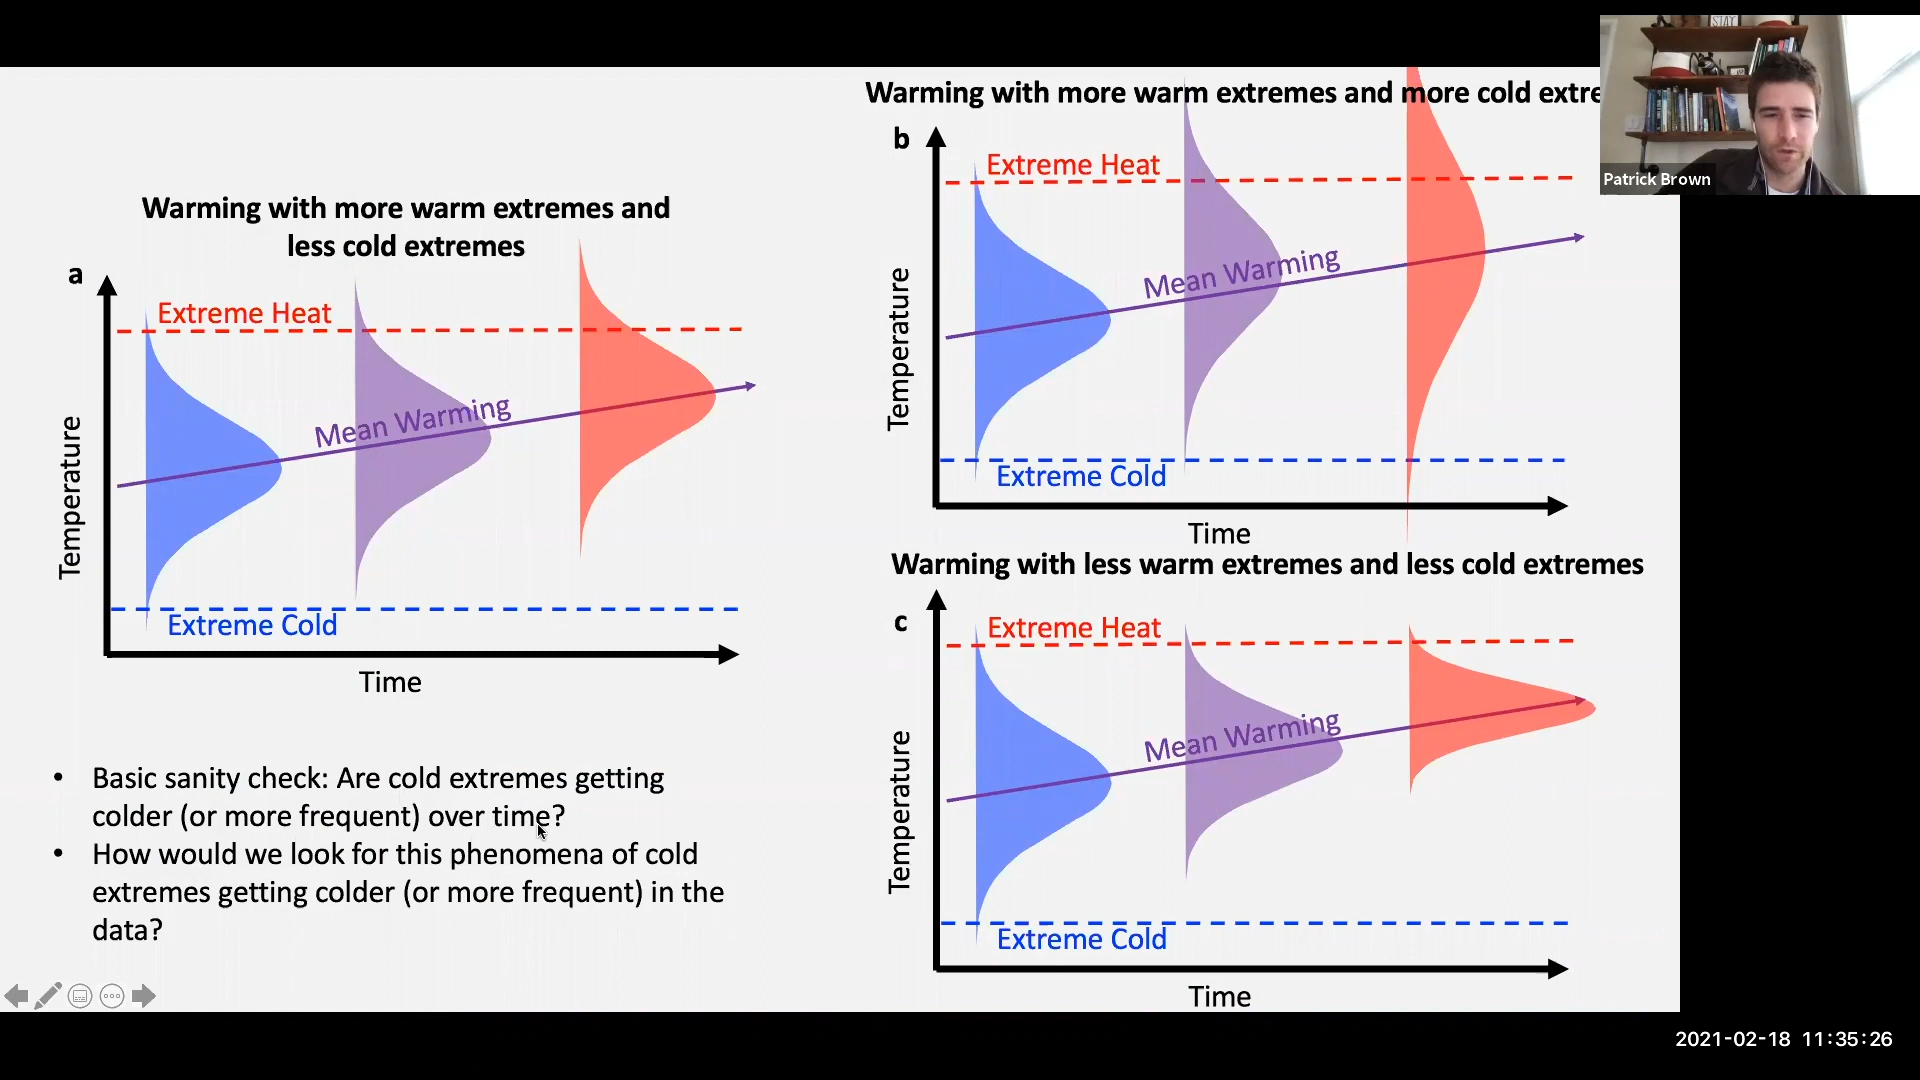 Warming with more warm extremes and
less cold extremes
a
Extreme Heat
Mean Warming
Extreme Cold
Temperature
Time
• Basic sanity check: Are cold extremes getting
colder (or more frequent) over time?
• How would we look for this phenomena of cold
extremes getting colder (or more frequent) in the
data?
Warming with more warm extremes and more cold extre
b
Extreme Heat
Mean Warming
Extreme Cold
Temperature
Time
Warming with less warm extremes and less cold extremes
c
Extreme Heat
Mean Warming
Extreme Cold
Temperature
Time
STAY
Patrick Brown
2021-02-18 11:35:26